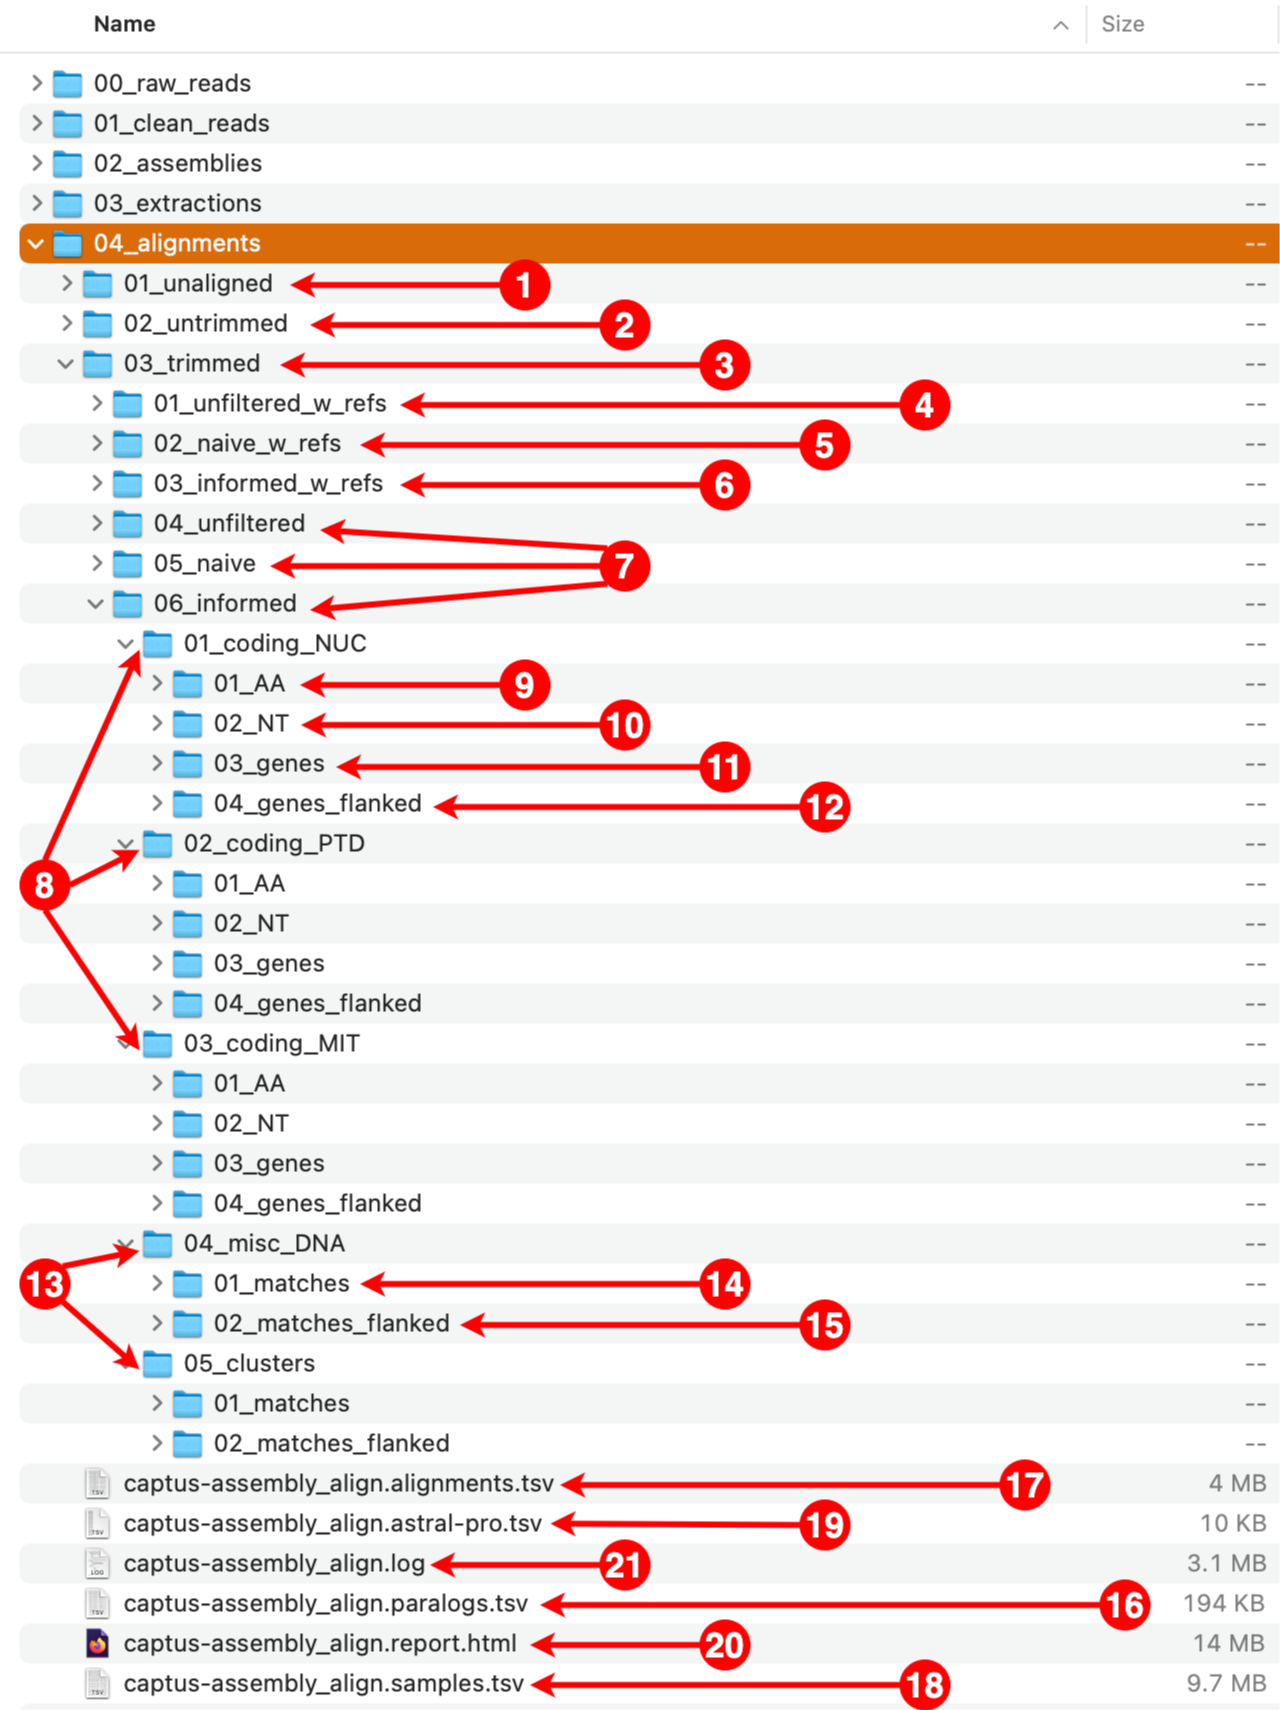 Name Size
00_raw_reads --
01_clean_reads --
02_assemblies --
03_extractions --
04_alignments --
01_unaligned 1 --
02_untrimmed 2 --
03_trimmed 3 --
01_unfiltered_w_refs 4 --
02_naive_w_refs 5 --
03_informed_w_refs 6 --
04_unfiltered --
05_naive 7 --
06_informed --
01_coding_NUC --
01_AA 9 --
02_NT 10 --
03_genes 11 --
04_genes_flanked 12 --
02_coding_PTD --
8 01_AA --
02_NT --
03_genes --
04_genes_flanked --
03_coding_MIT --
01_AA --
02_NT --
03_genes --
04_genes_flanked --
04_misc_DNA --
13 01_matches 14 --
02_matches_flanked 15 --
05_clusters --
01_matches --
02_matches_flanked --
TSV captus-assembly_align.alignments.tsv 17 4 MB
TSV captus-assembly_align.astral-pro.tsv 19 10 KB
LOG captus-assembly_align.log 21 3.1 MB
TSV captus-assembly_align.paralogs.tsv 16 194 KB
captus-assembly_align.report.html 20 14 MB
TSV captus-assembly_align.samples.tsv 18 9.7 MB